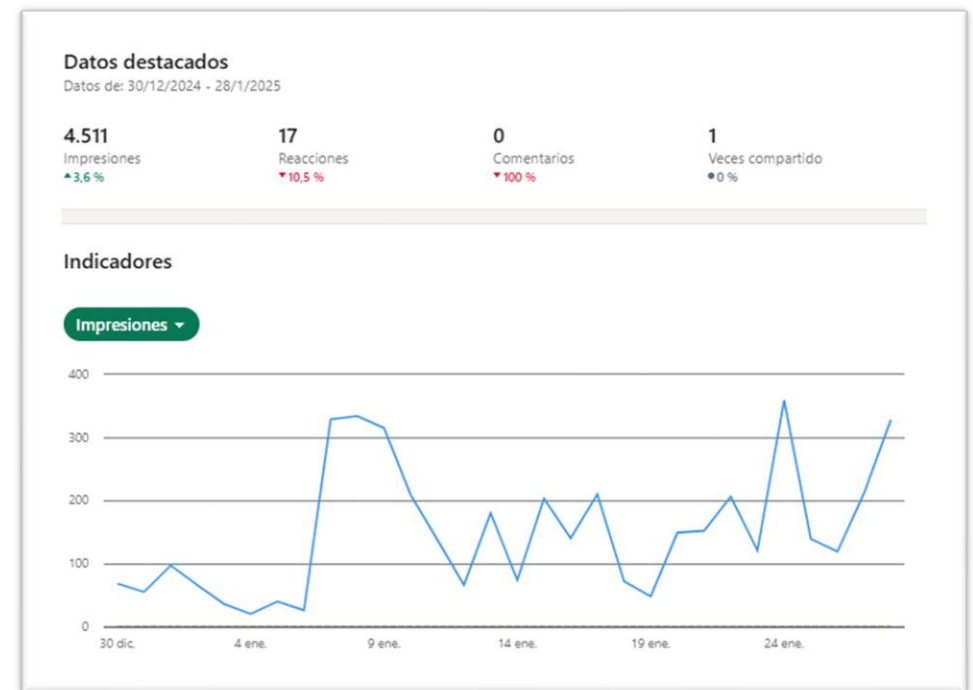 Datos destacados
Datos de: 30/12/2024 - 28/1/2025
4.511 17 0 1
Impresiones Reacciones Comentarios Veces compartido
▲3,6 % ▼10,5 % ▼100 % ●0 %
Indicadores
Impresiones ▼
400
300
200
100
0
30 dic. 4 ene. 9 ene. 14 ene. 19 ene. 24 ene.